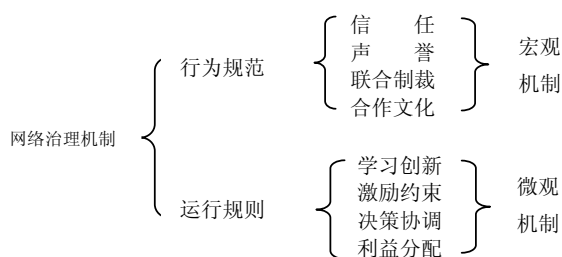 网络治理机制
行为规范
信 任
声 誉
联合制裁
合作文化
宏观
机制
运行规则
学习创新
激励约束
决策协调
利益分配
微观
机制